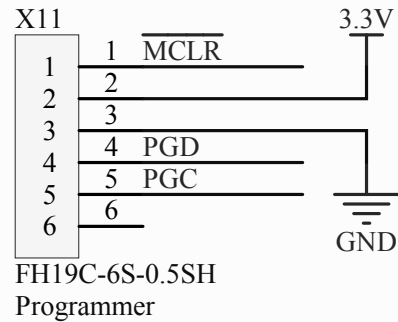 X11
3.3V
1 1 MCLR
2 2
3 3
4 4 PGD
5 5 PGC
6 6
GND
FH19C-6S-0.5SH
Programmer